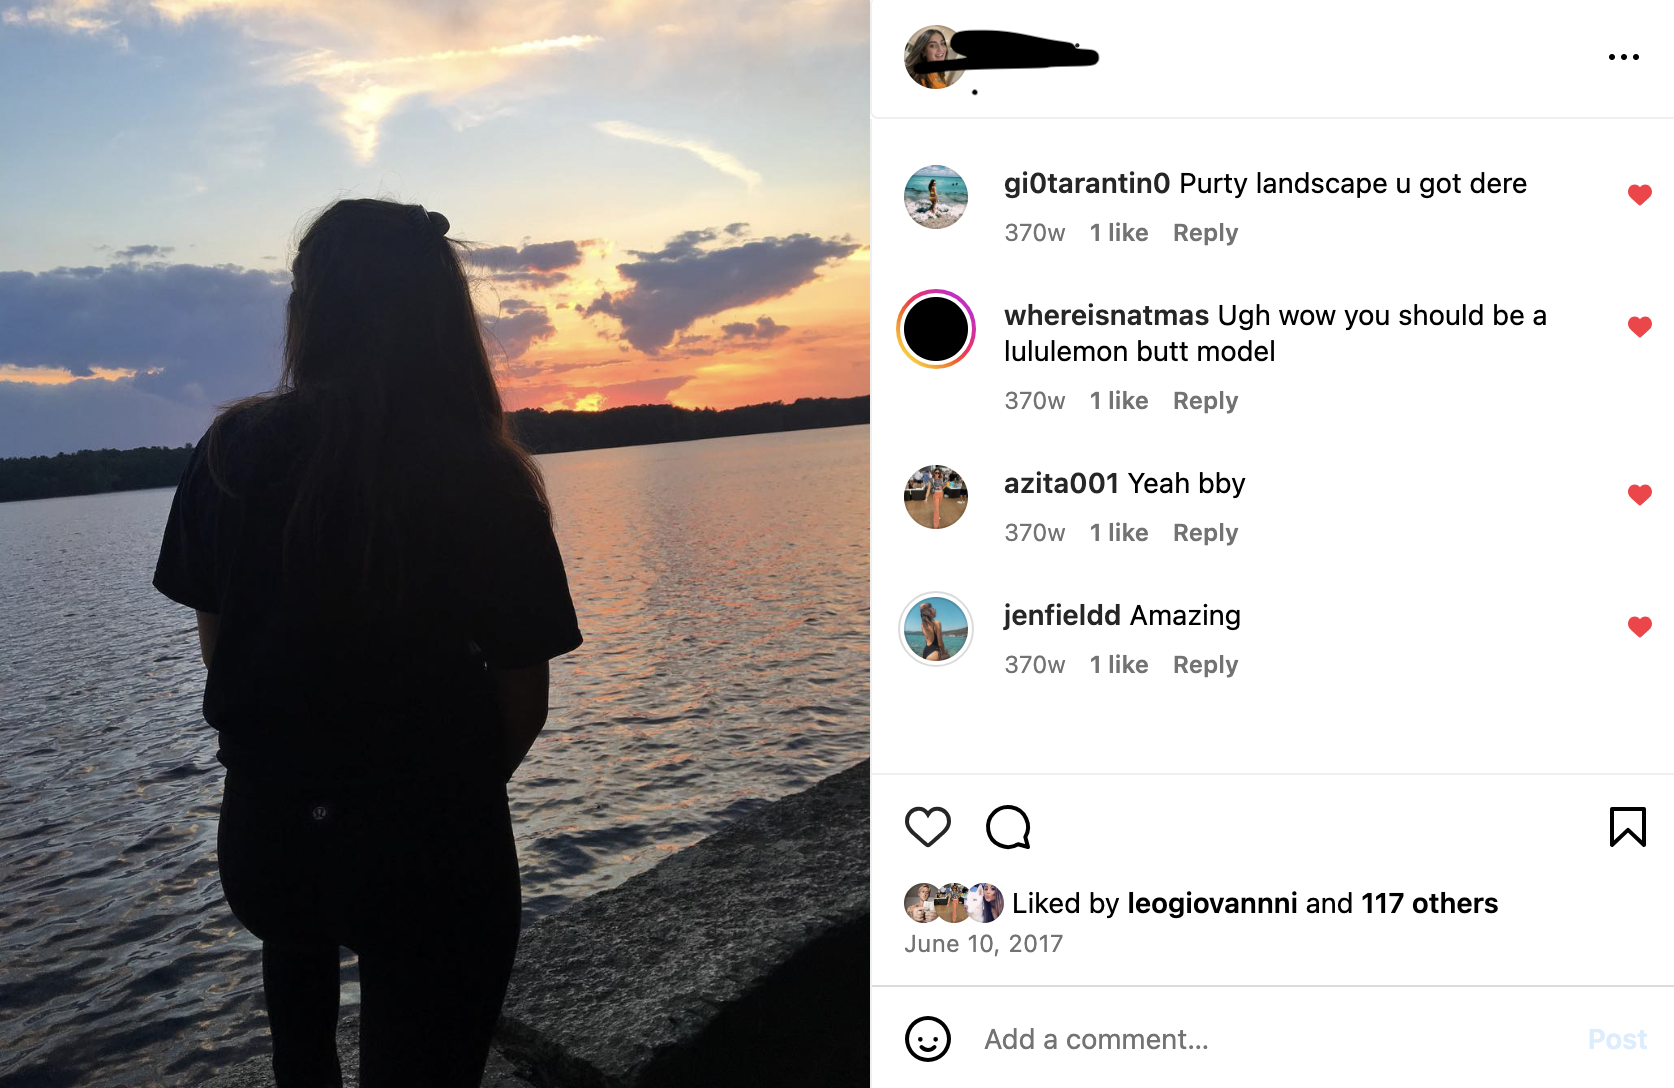 gi0tarantin0 Purty landscape u got dere
370w 1 like Reply
whereisnatmas Ugh wow you should be a
lululemon butt model
370w 1 like Reply
azita001 Yeah bby
370w 1 like Reply
jenfieldd Amazing
370w 1 like Reply
Liked by leogiovannni and 117 others
June 10, 2017
Add a comment...
Post